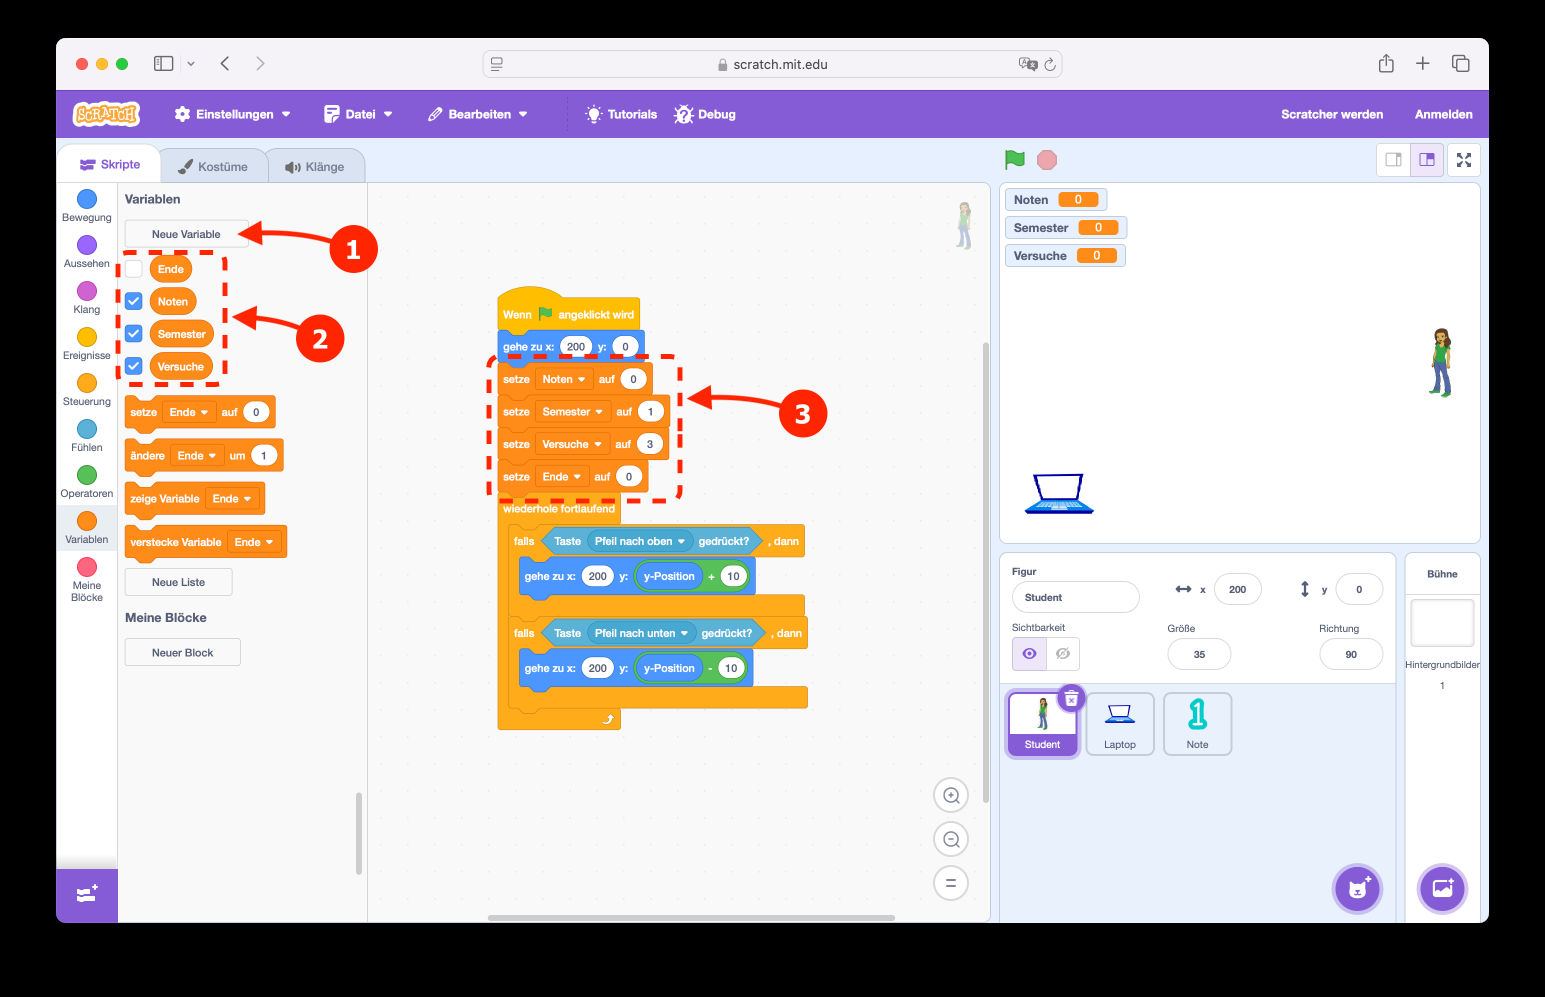 scratch.mit.edu
SCRATCH
Einstellungen
Datei
Bearbeiten
Tutorials
Debug
Scratcher werden
Anmelden
Skripte
Kostüme
Klänge
Bewegung
Aussehen
Klang
Ereignisse
Steuerung
Fühlen
Operatoren
Variablen
Meine
Blöcke
Variablen
Neue Variable
Ende
Noten
Semester
Versuche
setze Ende auf 0
ändere Ende um 1
zeige Variable Ende
verstecke Variable Ende
Neue Liste
Meine Blöcke
Neuer Block
1
2
3
Wenn angeklickt wird
gehe zu x: 200 y: 0
setze Noten auf 0
setze Semester auf 1
setze Versuche auf 3
setze Ende auf 0
wiederhole fortlaufend
falls Taste Pfeil nach oben gedrückt? , dann
gehe zu x: 200 y: y-Position + 10
falls Taste Pfeil nach unten gedrückt? , dann
gehe zu x: 200 y: y-Position - 10
Noten 0
Semester 0
Versuche 0
Figur
Student
x 200
y 0
Sichtbarkeit
Größe
35
Richtung
90
Student
Laptop
1
Note
Bühne
Hintergrundbilder
1